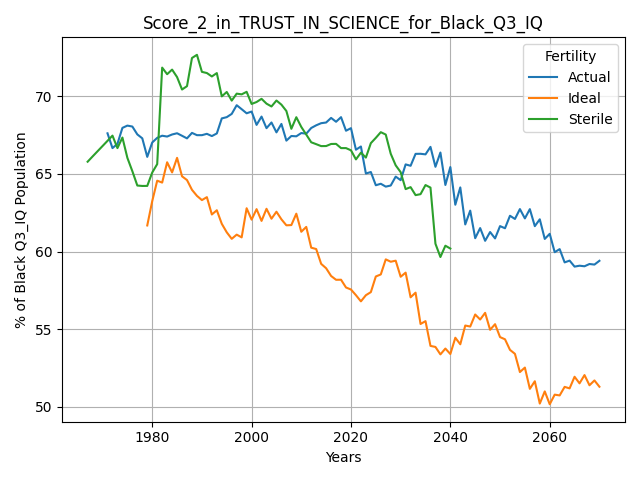 Score_2_in_TRUST_IN_SCIENCE_for_Black_Q3_IQ
Fertility
Actual
Ideal
Sterile
% of Black Q3_IQ Population
70
65
60
55
50
1980
2000
2020
2040
2060
Years